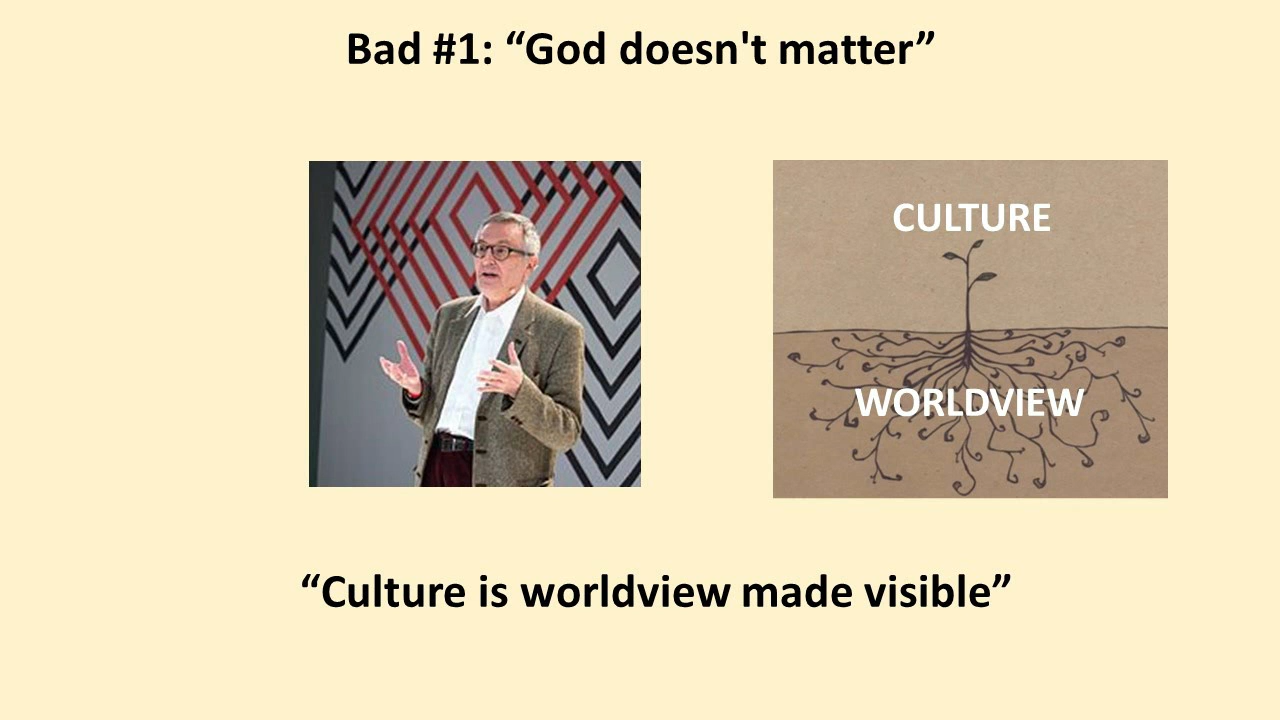 Bad #1: “God doesn't matter”
CULTURE
WORLDVIEW
“Culture is worldview made visible”